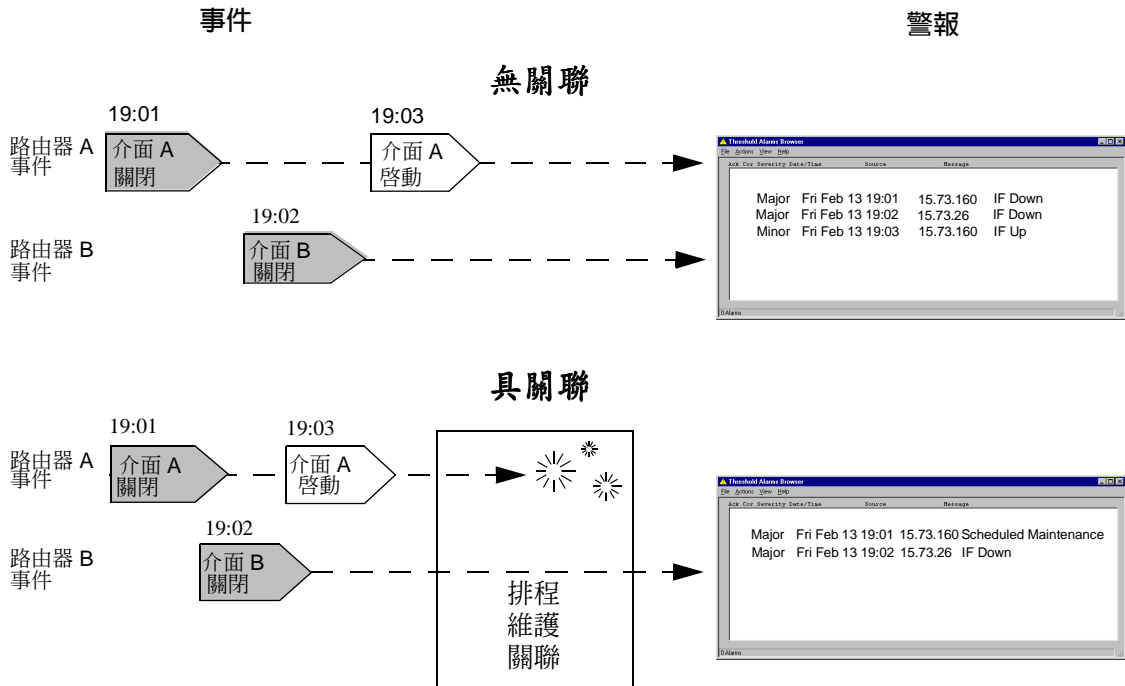 事件
警報
無關聯
19:01
19:03
路由器 A
事件
介面 A
關閉
介面 A
啓動
19:02
路由器 B
事件
介面 B
關閉
Threshold Alarms Browser
File Actions View Help
Ack Cor Severity Date/Time Source Message
Major Fri Feb 13 19:01 15.73.160 IF Down
Major Fri Feb 13 19:02 15.73.26 IF Down
Minor Fri Feb 13 19:03 15.73.160 IF Up
0 Alarms
具關聯
19:01
19:03
路由器 A
事件
介面 A
關閉
介面 A
啓動
19:02
路由器 B
事件
介面 B
關閉
排程
維護
關聯
Threshold Alarms Browser
File Actions View Help
Ack Cor Severity Date/Time Source Message
Major Fri Feb 13 19:01 15.73.160 Scheduled Maintenance
Major Fri Feb 13 19:02 15.73.26 IF Down
0 Alarms